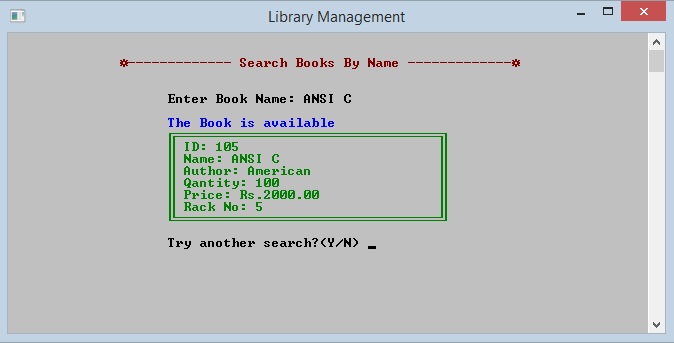 Library Management
*------------- Search Books By Name -------------*
Enter Book Name: ANSI C
The Book is available
ID: 105
Name: ANSI C
Author: American
Qantity: 100
Price: Rs.2000.00
Rack No: 5
Try another search?(Y/N) _